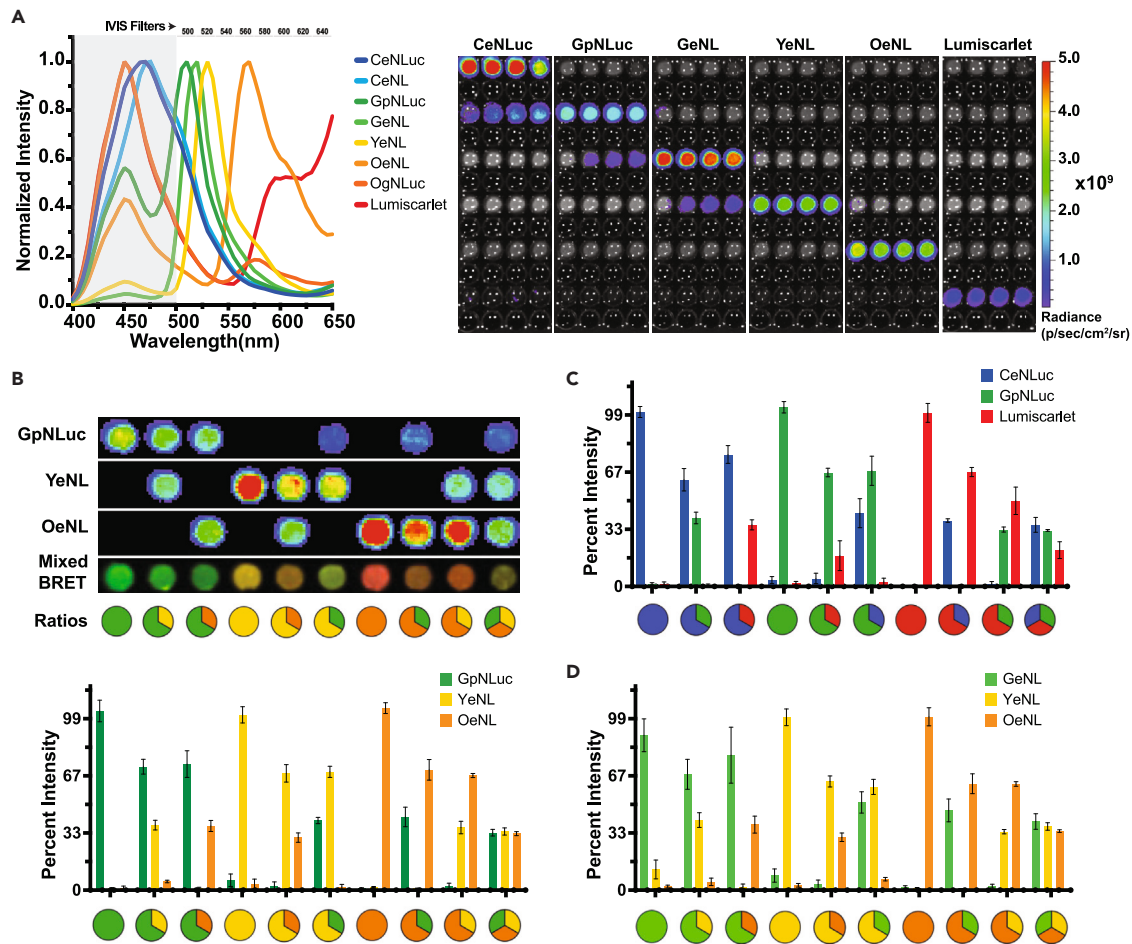 A
IVIS Filters➤ 500 520 540 560 580 600 620 640
Normalized Intensity
1.0
0.8
0.6
0.4
0.2
0.0
400 450 500 550 600 650
Wavelength(nm)
CeNLuc
CeNL
GpNLuc
GeNL
YeNL
OeNL
OgNLuc
Lumiscarlet
CeNLuc GpNLuc GeNL YeNL OeNL Lumiscarlet
5.0
4.0
3.0
x10⁹
2.0
1.0
Radiance
(p/sec/cm²/sr)
B
GpNLuc
YeNL
OeNL
Mixed
BRET
Ratios
GpNLuc
YeNL
OeNL
Percent Intensity
99
67
33
0
C
CeNLuc
GpNLuc
Lumiscarlet
Percent Intensity
99
67
33
0
D
GeNL
YeNL
OeNL
Percent Intensity
99
67
33
0